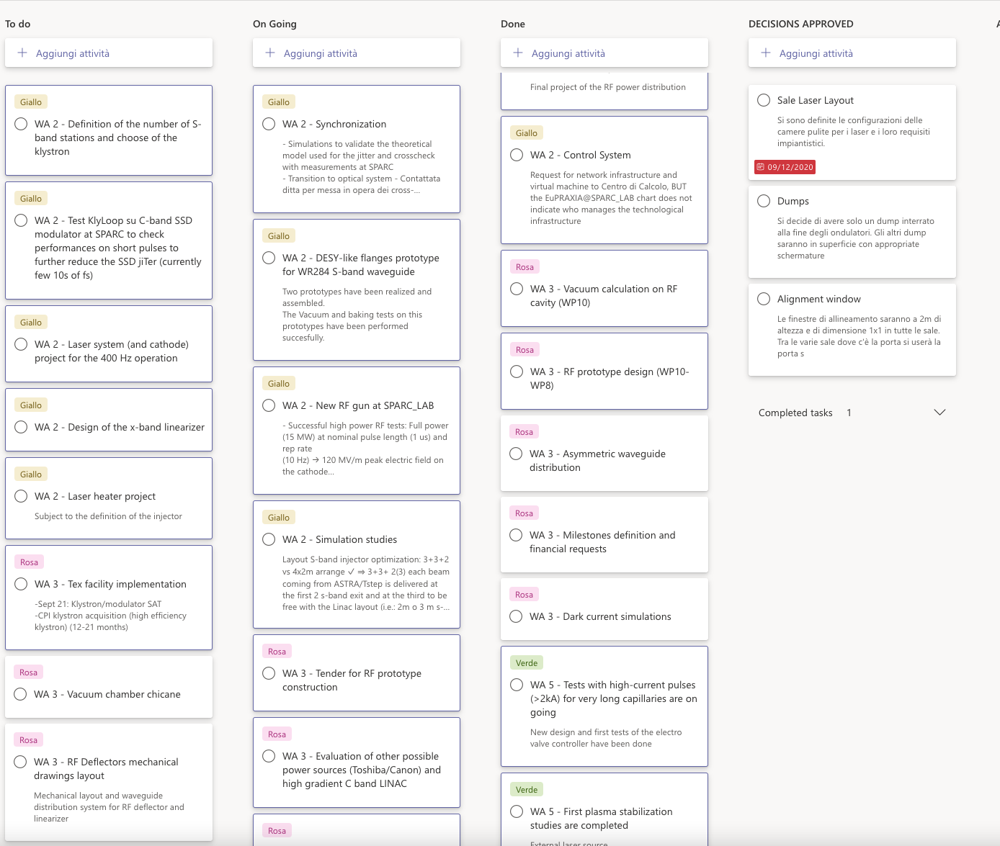 To do
Aggiungi attività
Giallo
WA 2 - Definition of the number of S-
band stations and choose of the
klystron
Giallo
WA 2 - Test KlyLoop su C-band SSD
modulator at SPARC to check
performances on short pulses to
further reduce the SSD jiTer (currently
few 10s of fs)
Giallo
WA 2 - Laser system (and cathode)
project for the 400 Hz operation
Giallo
WA 2 - Design of the x-band linearizer
Giallo
WA 2 - Laser heater project
Subject to the definition of the injector
Rosa
WA 3 - Tex facility implementation
-Sept 21: Klystron/modulator SAT
-CPI klystron acquisition (high efficiency
klystron) (12-21 months)
Rosa
WA 3 - Vacuum chamber chicane
Rosa
WA 3 - RF Deflectors mechanical
drawings layout
Mechanical layout and waveguide
distribution system for RF deflector and
linearizer
On Going
Aggiungi attività
Giallo
WA 2 - Synchronization
- Simulations to validate the theoretical
model used for the jitter and crosscheck
with measurements at SPARC
- Transition to optical system - Contattata
ditta per messa in opera dei cross-...
Giallo
WA 2 - DESY-like flanges prototype
for WR284 S-band waveguide
Two prototypes have been realized and
assembled.
The Vacuum and baking tests on this
prototypes have been performed
succesfully.
Giallo
WA 2 - New RF gun at SPARC_LAB
- Successful high power RF tests: Full power
(15 MW) at nominal pulse length (1 us) and
rep rate
(10 Hz) → 120 MV/m peak electric field on
the cathode...
Giallo
WA 2 - Simulation studies
Layout S-band injector optimization: 3+3+2
vs 4x2m arrange ✓ ⇒ 3+3+ 2(3) each beam
coming from ASTRA/Tstep is delivered at
the first 2 s-band exit and at the third to be
free with the Linac layout (i.e.: 2m o 3 m s-...
Rosa
WA 3 - Tender for RF prototype
construction
Rosa
WA 3 - Evaluation of other possible
power sources (Toshiba/Canon) and
high gradient C band LINAC
Rosa
Done
Aggiungi attività
Final project of the RF power distribution
Giallo
WA 2 - Control System
Request for network infrastructure and
virtual machine to Centro di Calcolo, BUT
the EuPRAXIA@SPARC_LAB chart does not
indicate who manages the technological
infrastructure
Rosa
WA 3 - Vacuum calculation on RF
cavity (WP10)
Rosa
WA 3 - RF prototype design (WP10-
WP8)
Rosa
WA 3 - Asymmetric waveguide
distribution
Rosa
WA 3 - Milestones definition and
financial requests
Rosa
WA 3 - Dark current simulations
Verde
WA 5 - Tests with high-current pulses
(>2kA) for very long capillaries are on
going
New design and first tests of the electro
valve controller have been done
Verde
WA 5 - First plasma stabilization
studies are completed
External laser source
DECISIONS APPROVED
Aggiungi attività
Sale Laser Layout
Si sono definite le configurazioni delle
camere pulite per i laser e i loro requisiti
impiantistici.
09/12/2020
Dumps
Si decide di avere solo un dump interrato
alla fine degli ondulatori. Gli altri dump
saranno in superficie con appropriate
schermature
Alignment window
Le finestre di allineamento saranno a 2m di
altezza e di dimensione 1x1 in tutte le sale.
Tra le varie sale dove c'è la porta si userà la
porta s
Completed tasks 1